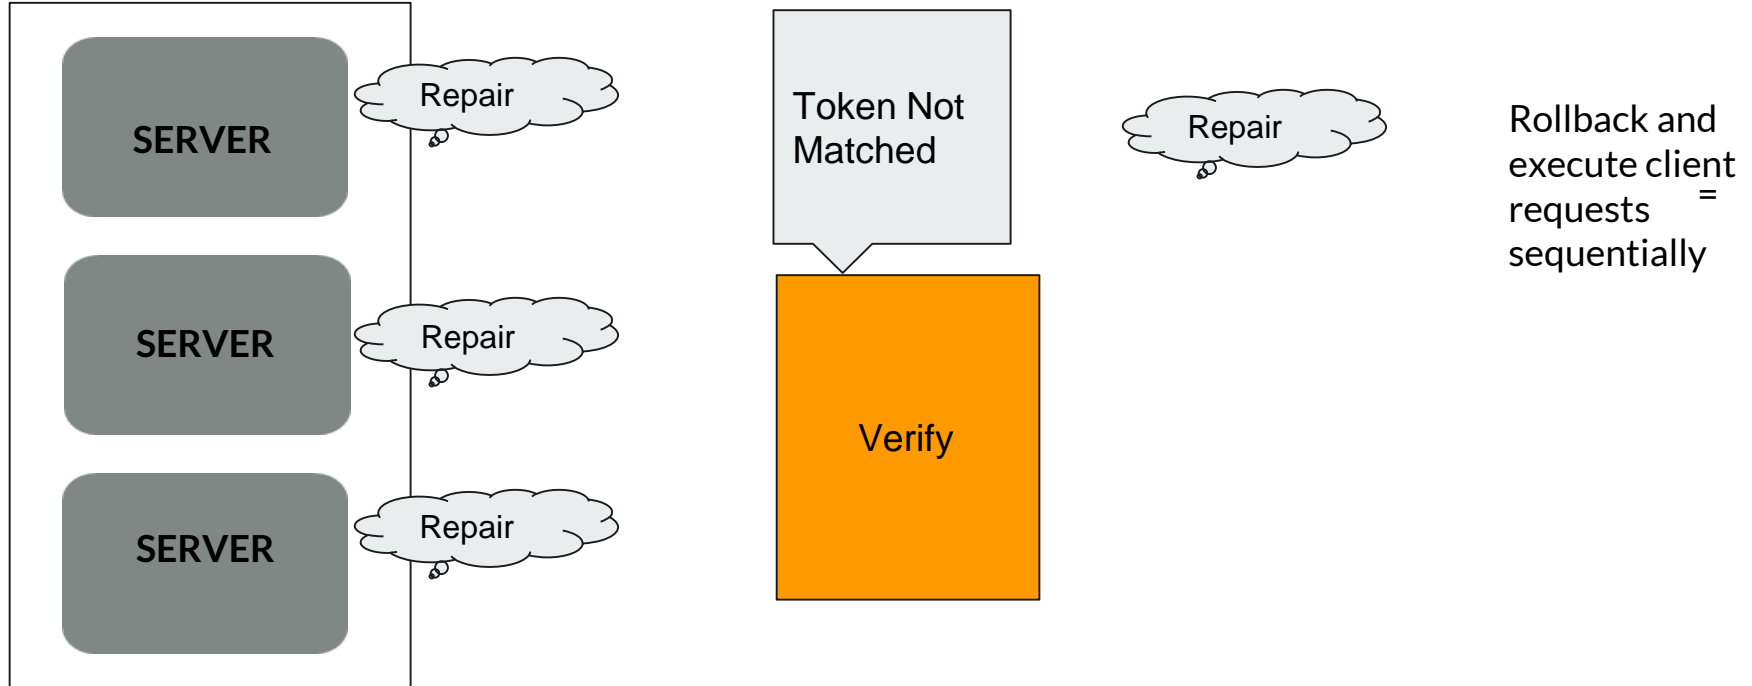 SERVER
Repair
SERVER
Repair
SERVER
Repair
Token Not
Matched
Verify
Repair
=
Rollback and
execute client
requests
sequentially